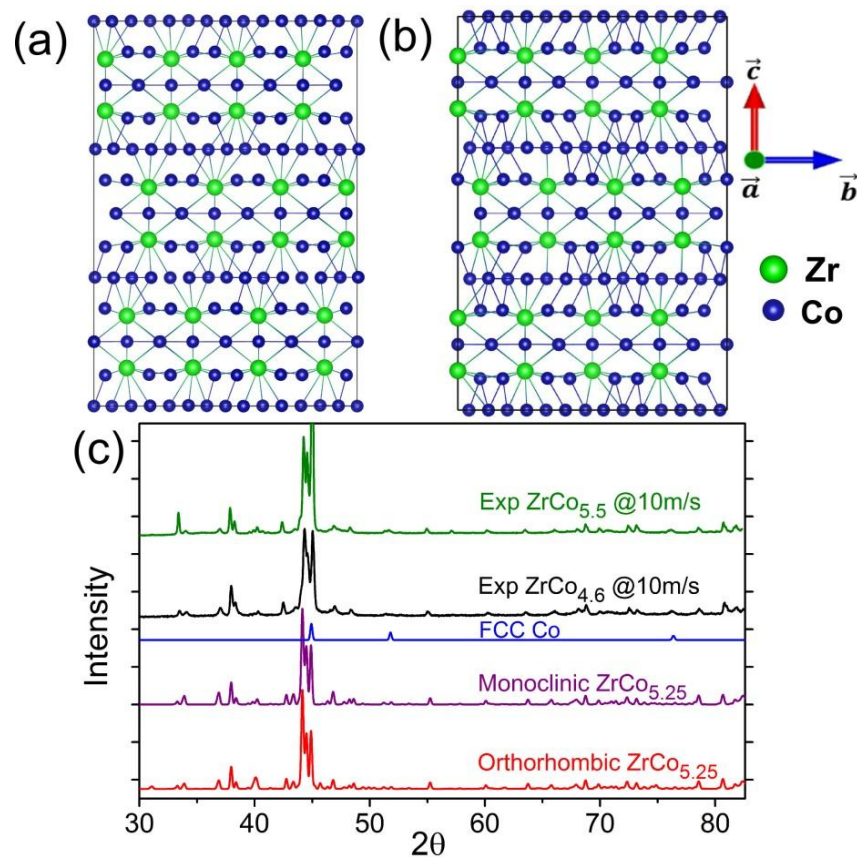 (a)
(b)
c
a
b
Zr
Co
(c)
Exp ZrCo5.5 @10m/s
Exp ZrCo4.6 @10m/s
FCC Co
Monoclinic ZrCo5.25
Orthorhombic ZrCo5.25
Intensity
30 40 50 60 70 80
2θ